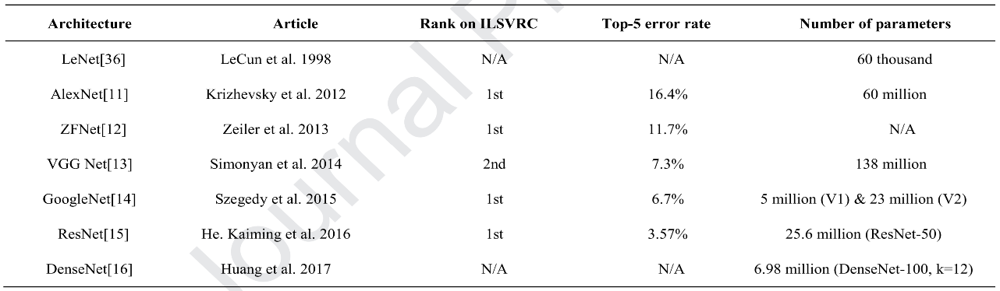 Architecture Article Rank on ILSVRC Top-5 error rate Number of parameters
LeNet[36] LeCun et al. 1998 N/A N/A 60 thousand
AlexNet[11] Krizhevsky et al. 2012 1st 16.4% 60 million
ZFNet[12] Zeiler et al. 2013 1st 11.7% N/A
VGG Net[13] Simonyan et al. 2014 2nd 7.3% 138 million
GoogleNet[14] Szegedy et al. 2015 1st 6.7% 5 million (V1) & 23 million (V2)
ResNet[15] He. Kaiming et al. 2016 1st 3.57% 25.6 million (ResNet-50)
DenseNet[16] Huang et al. 2017 N/A N/A 6.98 million (DenseNet-100, k=12)
Journal